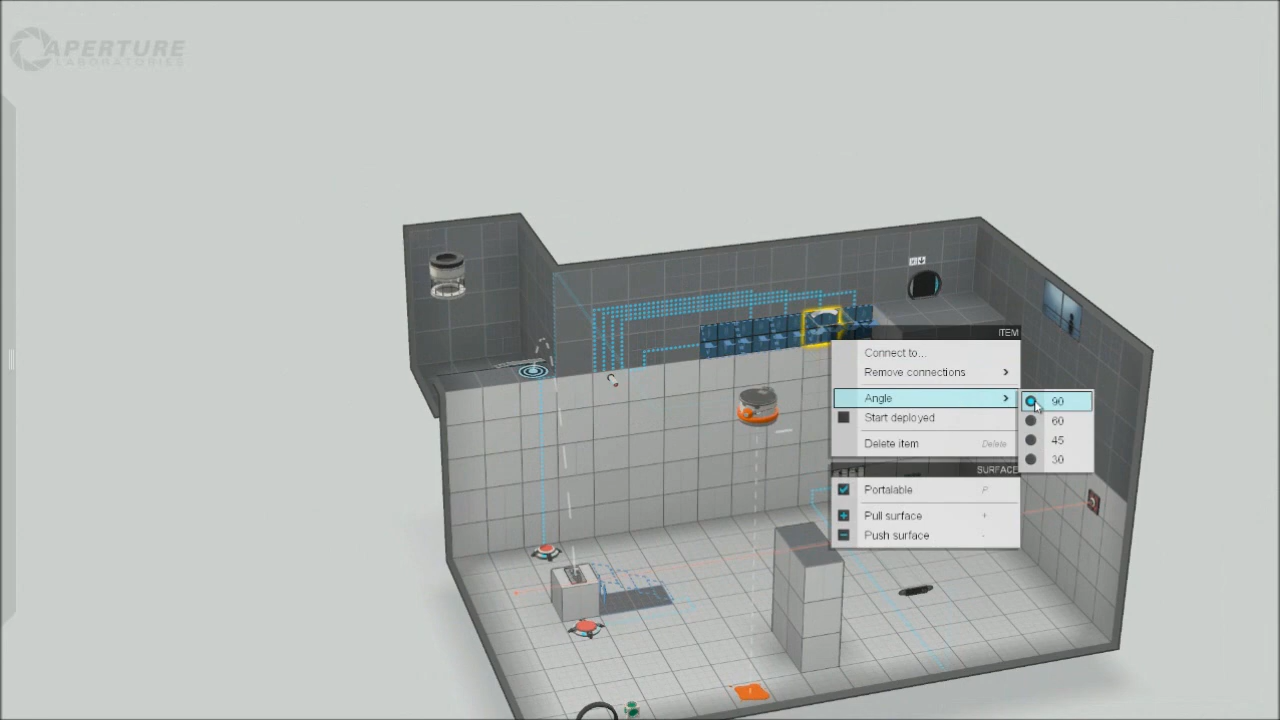 APERTURE
LABORATORIES
ITEM
Connect to...
Remove connections
Angle
90
Start deployed
60
45
Delete item Delete
30
SURFACE
Portalable P
Pull surface +
Push surface -